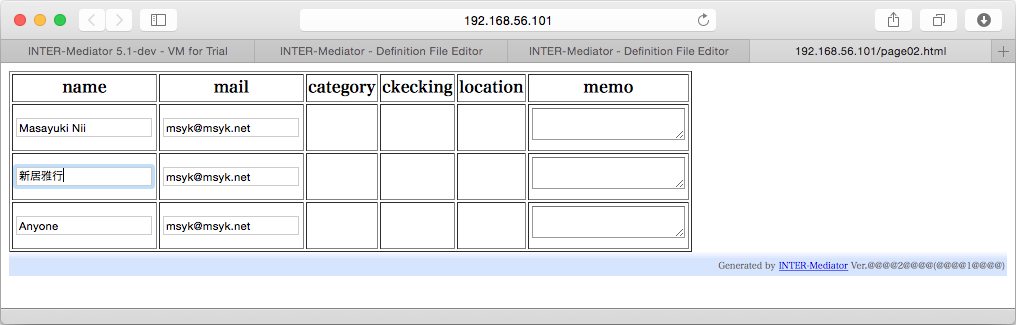 192.168.56.101
INTER-Mediator 5.1-dev - VM for Trial
INTER-Mediator - Definition File Editor
INTER-Mediator - Definition File Editor
192.168.56.101/page02.html
name mail category ckecking location memo
Masayuki Nii msyk@msyk.net
新居雅行 msyk@msyk.net
Anyone msyk@msyk.net
Generated by INTER-Mediator Ver.@@@@2@@@@(@@@@1@@@@)